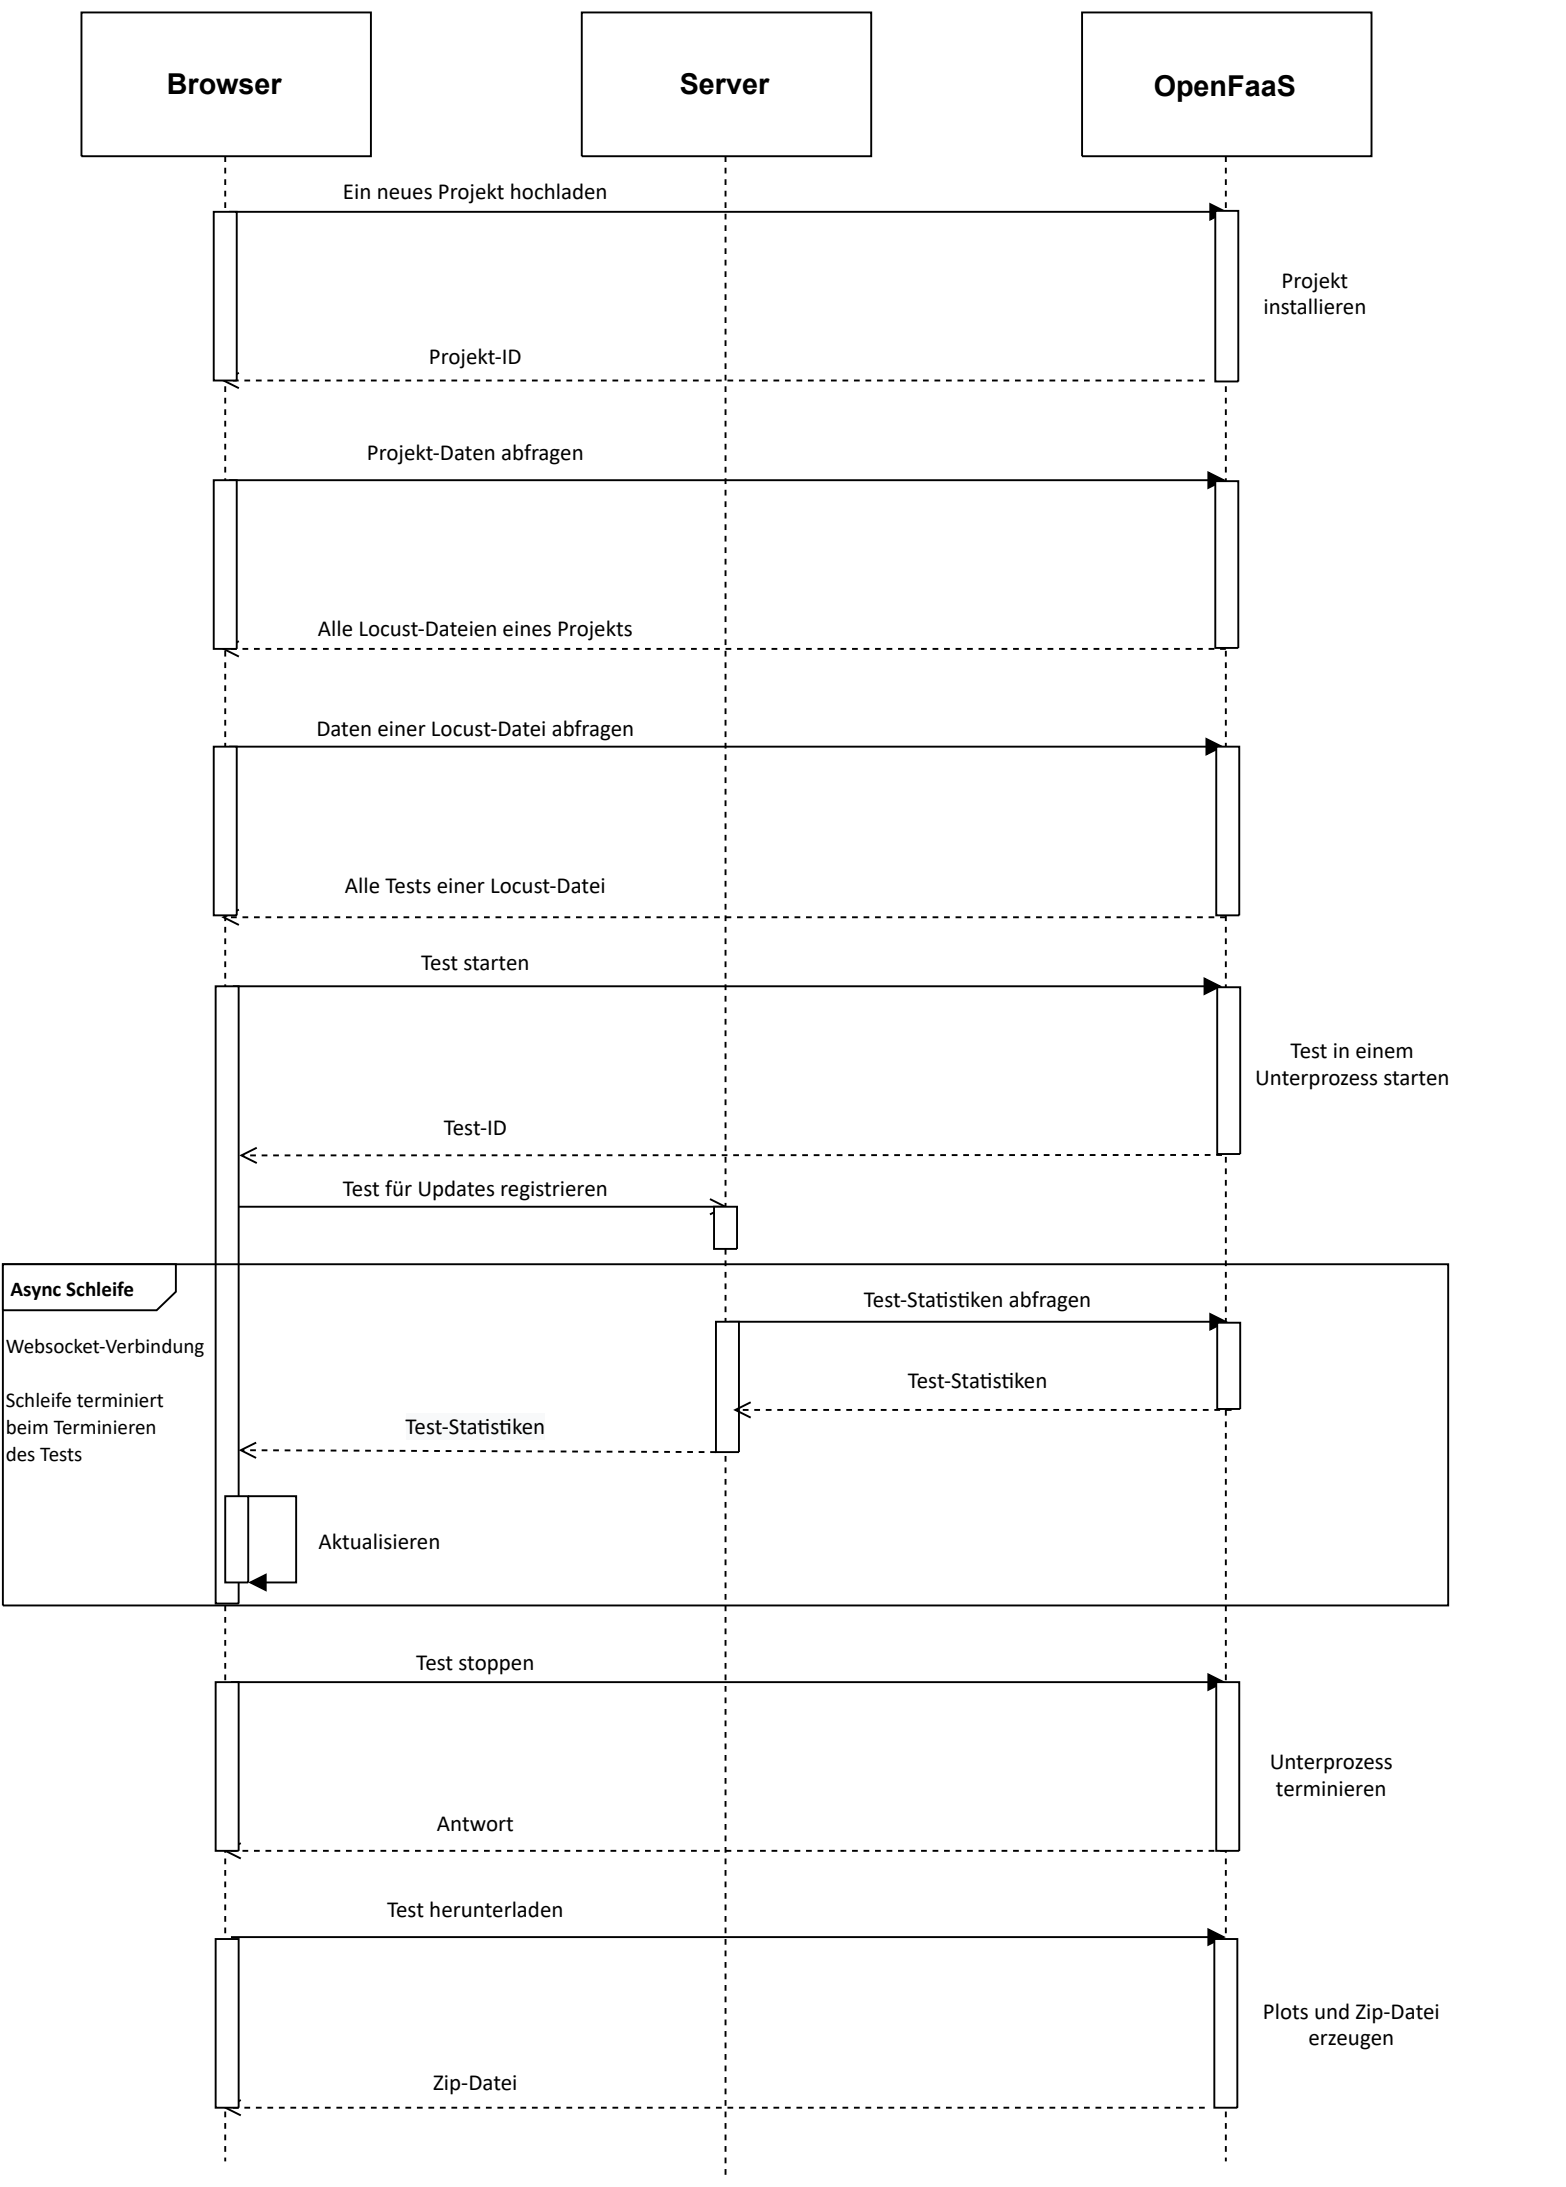 Browser
Server
OpenFaaS
Ein neues Projekt hochladen
Projekt
installieren
Projekt-ID
Projekt-Daten abfragen
Alle Locust-Dateien eines Projekts
Daten einer Locust-Datei abfragen
Alle Tests einer Locust-Datei
Test starten
Test in einem
Unterprozess starten
Test-ID
Test für Updates registrieren
Async Schleife
Test-Statistiken abfragen
Websocket-Verbindung
Test-Statistiken
Schleife terminiert
beim Terminieren
des Tests
Test-Statistiken
Aktualisieren
Test stoppen
Unterprozess
terminieren
Antwort
Test herunterladen
Plots und Zip-Datei
erzeugen
Zip-Datei